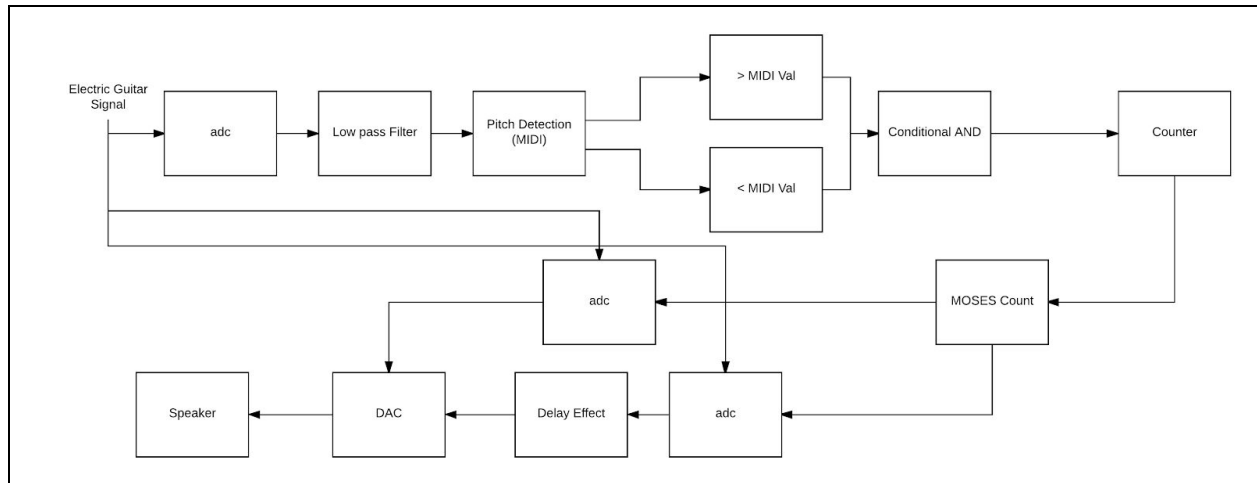 Electric Guitar
Signal
adc
Low pass Filter
Pitch Detection
(MIDI)
> MIDI Val
< MIDI Val
Conditional AND
Counter
adc
MOSES Count
Speaker
DAC
Delay Effect
adc